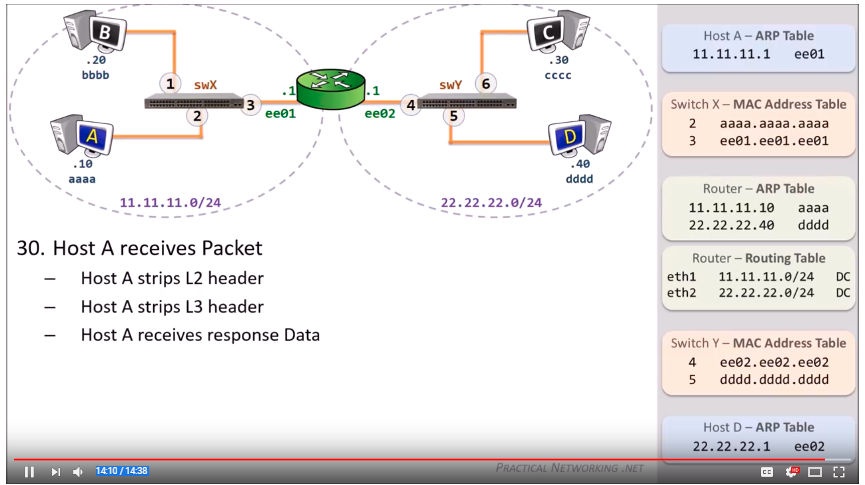 B
.20
bbbb
1
swX
2
3
.1
ee01
A
.10
aaaa
11.11.11.0/24
C
.30
cccc
6
swY
.1
ee02
4
5
D
.40
dddd
22.22.22.0/24
30. Host A receives Packet
– Host A strips L2 header
– Host A strips L3 header
– Host A receives response Data
Host A – ARP Table
11.11.11.1 ee01
Switch X – MAC Address Table
2 aaaa.aaaa.aaaa
3 ee01.ee01.ee01
Router – ARP Table
11.11.11.10 aaaa
22.22.22.40 dddd
Router – Routing Table
eth1 11.11.11.0/24 DC
eth2 22.22.22.0/24 DC
Switch Y – MAC Address Table
4 ee02.ee02.ee02
5 dddd.dddd.dddd
Host D – ARP Table
22.22.22.1 ee02
14:10 / 14:38
PRACTICAL NETWORKING .NET
CC
HD